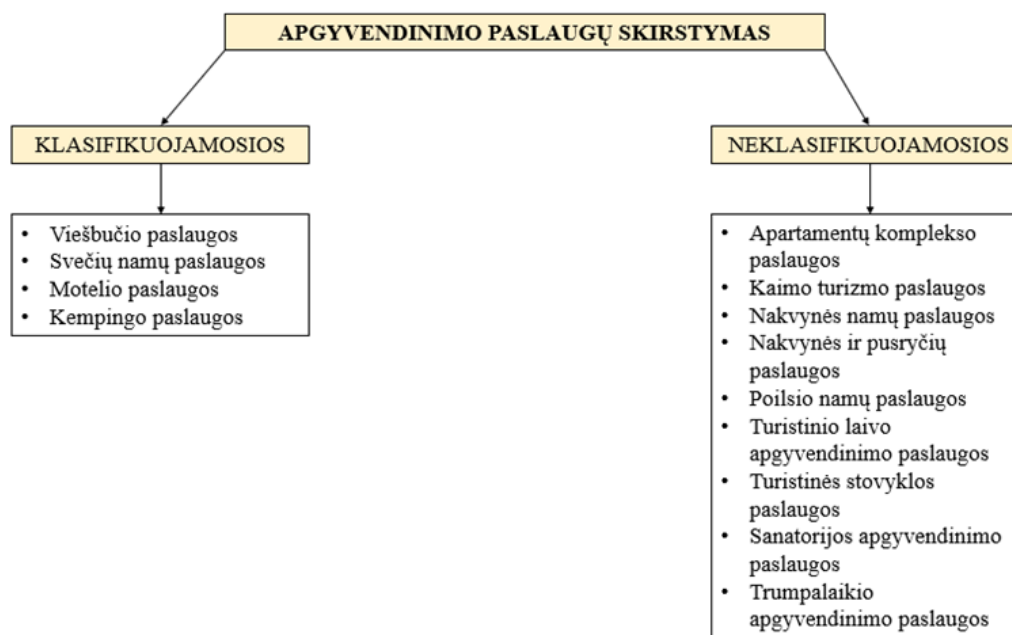 APGYVENDINIMO PASLAUGŲ SKIRSTYMAS
KLASIFIKUOJAMOSIOS
• Viešbučio paslaugos
• Svečių namų paslaugos
• Motelio paslaugos
• Kempingo paslaugos
NEKLASIFIKUOJAMOSIOS
• Apartamentų komplekso
paslaugos
• Kaimo turizmo paslaugos
• Nakvynės namų paslaugos
• Nakvynės ir pusryčių
paslaugos
• Poilsio namų paslaugos
• Turistinio laivo
apgyvendinimo paslaugos
• Turistinės stovyklos
paslaugos
• Sanatorijos apgyvendinimo
paslaugos
• Trumpalaikio
apgyvendinimo paslaugos